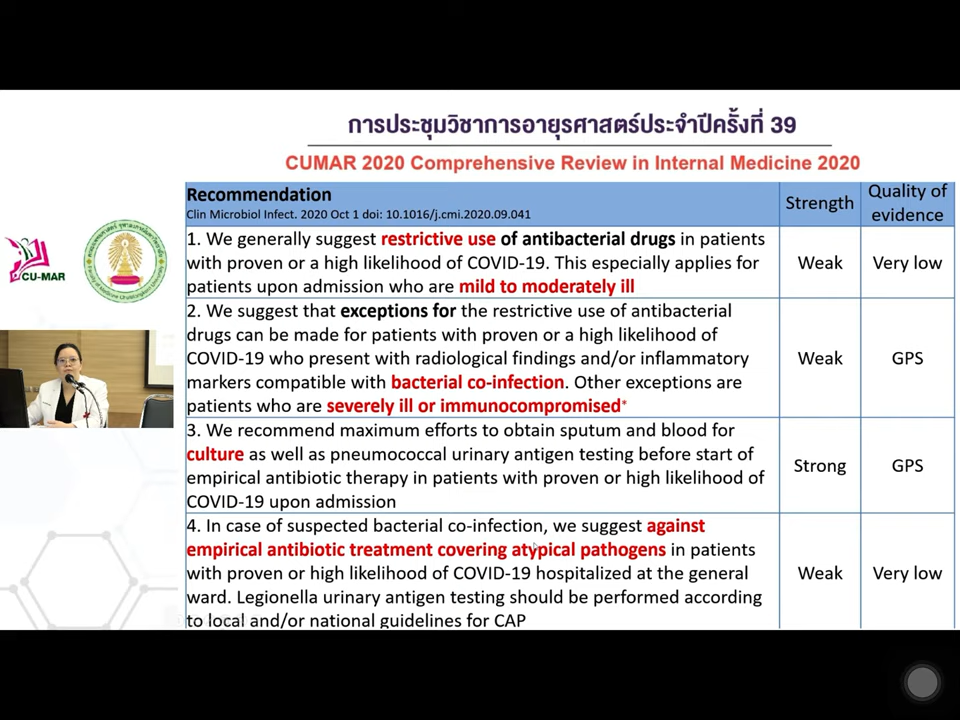 การประชุมวิชาการอายุรศาสตร์ประจำปีครั้งที่ 39
CUMAR 2020 Comprehensive Review in Internal Medicine 2020
CU-MAR
Recommendation
Clin Microbiol Infect. 2020 Oct 1 doi: 10.1016/j.cmi.2020.09.041
Strength
Quality of
evidence
1. We generally suggest restrictive use of antibacterial drugs in patients
with proven or a high likelihood of COVID-19. This especially applies for
patients upon admission who are mild to moderately ill
Weak
Very low
2. We suggest that exceptions for the restrictive use of antibacterial
drugs can be made for patients with proven or a high likelihood of
COVID-19 who present with radiological findings and/or inflammatory
markers compatible with bacterial co-infection. Other exceptions are
patients who are severely ill or immunocompromised*
Weak
GPS
3. We recommend maximum efforts to obtain sputum and blood for
culture as well as pneumococcal urinary antigen testing before start of
empirical antibiotic therapy in patients with proven or high likelihood of
COVID-19 upon admission
Strong
GPS
4. In case of suspected bacterial co-infection, we suggest against
empirical antibiotic treatment covering atypical pathogens in patients
with proven or high likelihood of COVID-19 hospitalized at the general
ward. Legionella urinary antigen testing should be performed according
to local and/or national guidelines for CAP
Weak
Very low